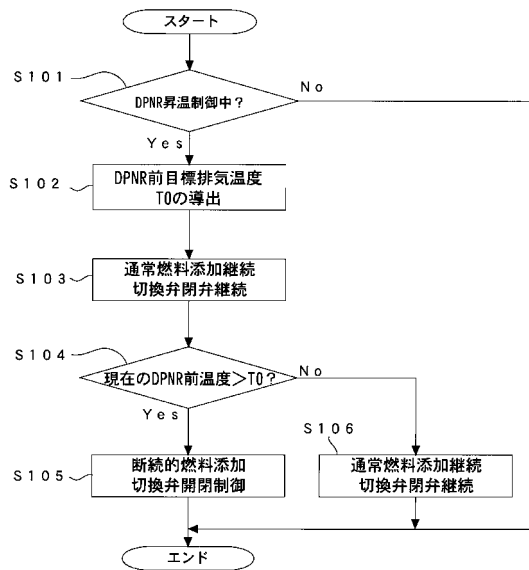 スタート
S101
DPNR昇温制御中?
No
Yes
S102
DPNR前目標排気温度
T0の導出
S103
通常燃料添加継続
切換弁閉弁継続
S104
現在のDPNR前温度>T0?
No
Yes
S106
S105
断続的燃料添加
切換弁開閉制御
通常燃料添加継続
切換弁閉弁継続
エンド